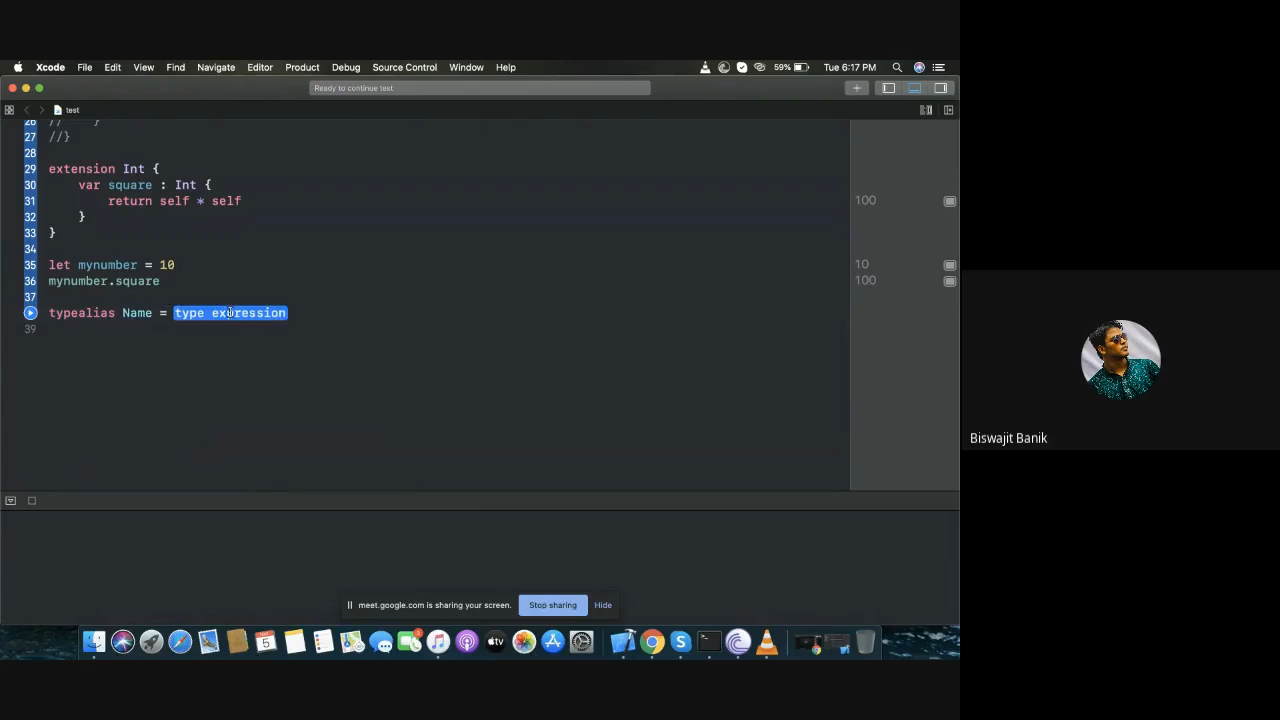 Xcode File Edit View Find Navigate Editor Product Debug Source Control Window Help 59% Tue 6:17 PM
Ready to continue test
test
26 // }
27 //}
28
29 extension Int {
30 var square : Int {
31 return self * self 100
32 }
33 }
34
35 let mynumber = 10 10
36 mynumber.square 100
37
typealias Name = type expression
39
Biswajit Banik
meet.google.com is sharing your screen. Stop sharing Hide
5
tv